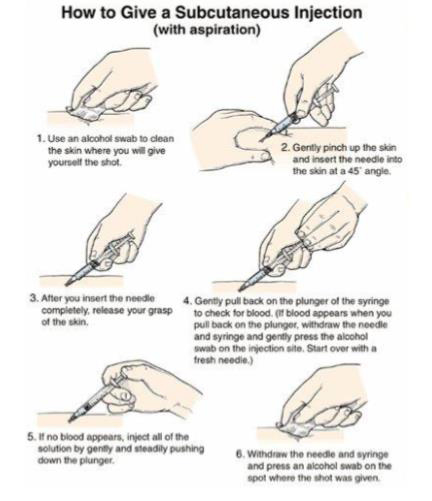 How to Give a Subcutaneous Injection
(with aspiration)
1. Use an alcohol swab to clean
the skin where you will give
yourself the shot.
2. Gently pinch up the skin
and insert the needle into
the skin at a 45° angle.
3. After you insert the needle
completely, release your grasp
of the skin.
4. Gently pull back on the plunger of the syringe
to check for blood. (If blood appears when you
pull back on the plunger, withdraw the needle
and syringe and gently press the alcohol
swab on the injection site. Start over with a
fresh needle.)
5. If no blood appears, inject all of the
solution by gently and steadily pushing
down the plunger.
6. Withdraw the needle and syringe
and press an alcohol swab on the
spot where the shot was given.